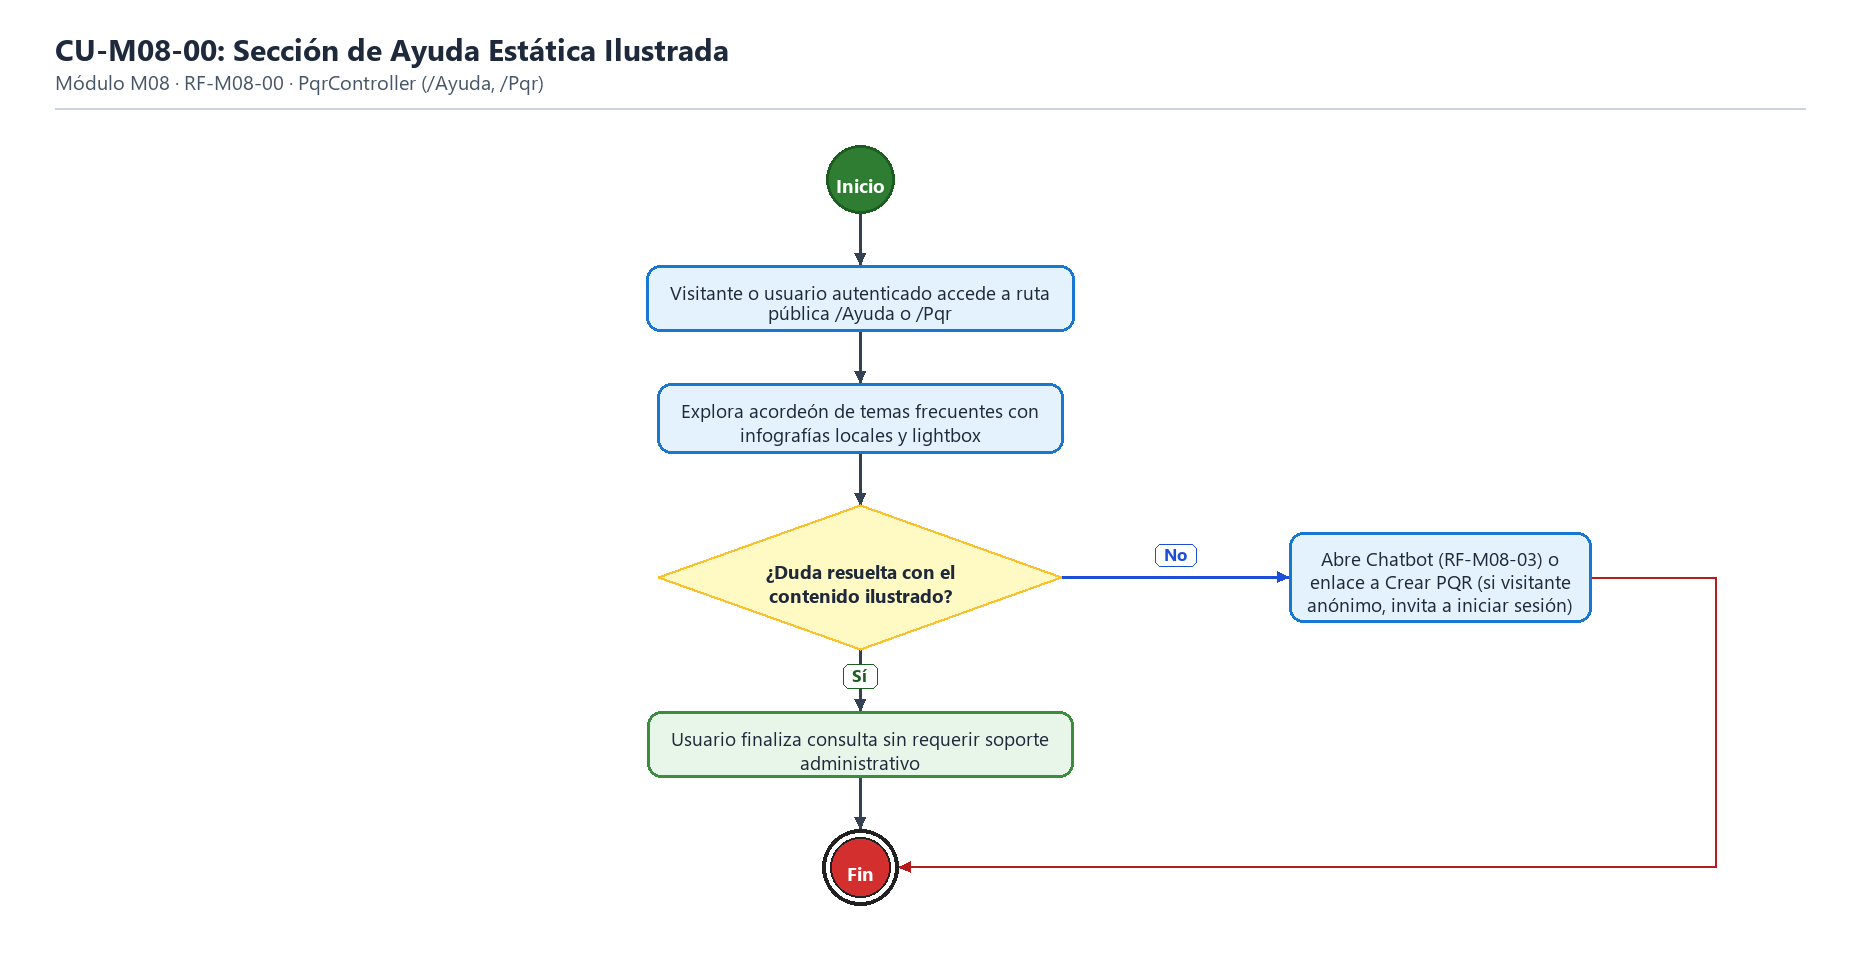 CU-M08-00: Sección de Ayuda Estática Ilustrada
Módulo M08 · RF-M08-00 · PqrController (/Ayuda, /Pqr)
Inicio
Visitante o usuario autenticado accede a ruta
pública /Ayuda o /Pqr
Explora acordeón de temas frecuentes con
infografías locales y lightbox
¿Duda resuelta con el
contenido ilustrado?
No
Abre Chatbot (RF-M08-03) o
enlace a Crear PQR (si visitante
anónimo, invita a iniciar sesión)
Sí
Usuario finaliza consulta sin requerir soporte
administrativo
Fin